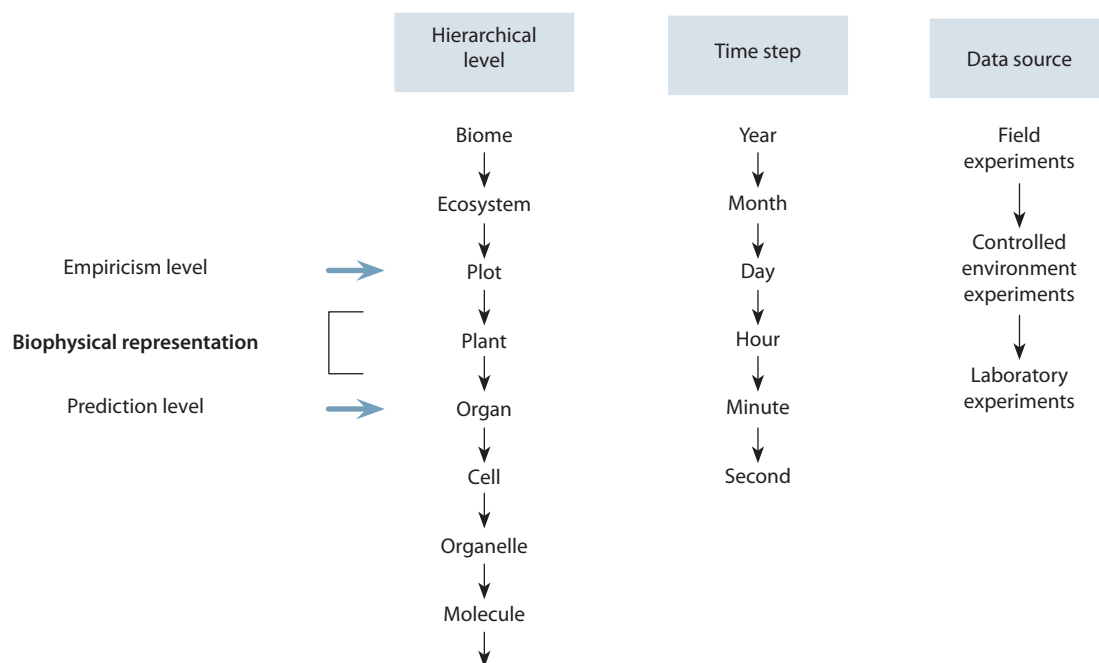 Hierarchical
level
Time step
Data source
Biome
Year
Field
experiments
Ecosystem
Month
Controlled
environment
experiments
Empiricism level
Plot
Day
Biophysical representation
Plant
Hour
Laboratory
experiments
Prediction level
Organ
Minute
Cell
Second
Organelle
Molecule